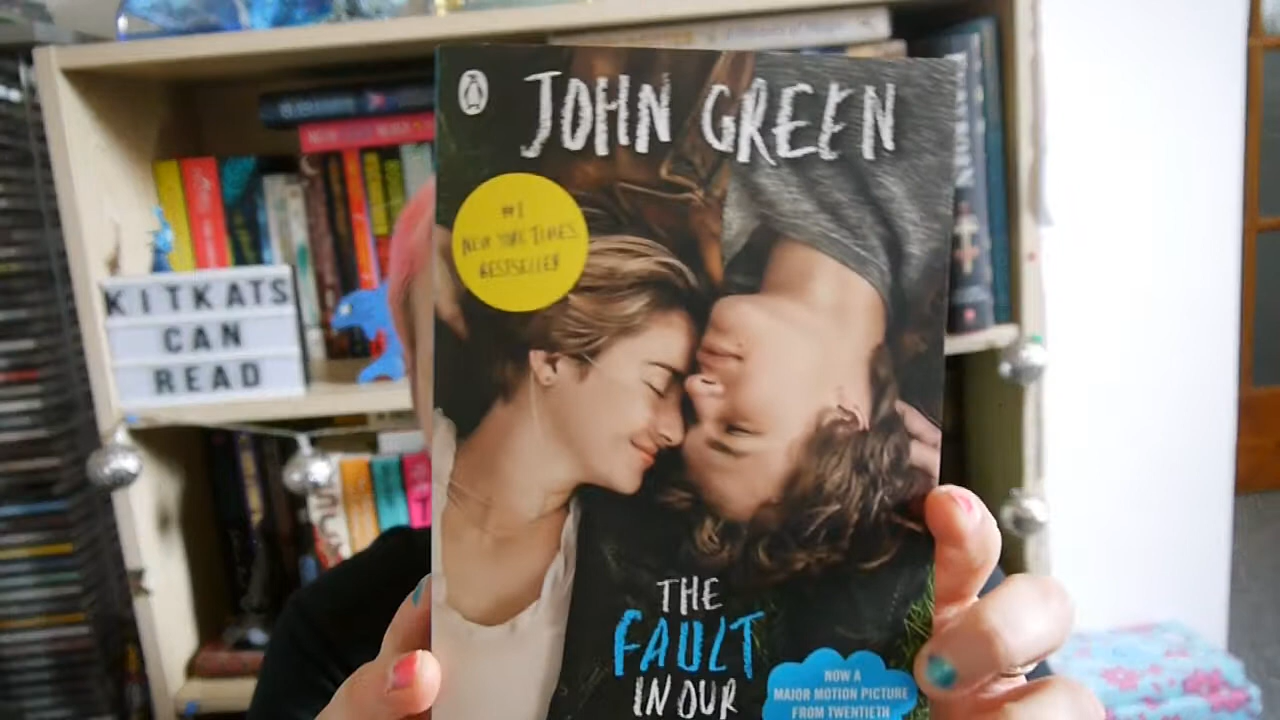 JOHN GREEN
#1
NEW YORK TIMES
BESTSELLER
KITKATS
CAN
READ
THE
FAULT
IN OUR
NOW A
MAJOR MOTION PICTURE
FROM TWENTIETH